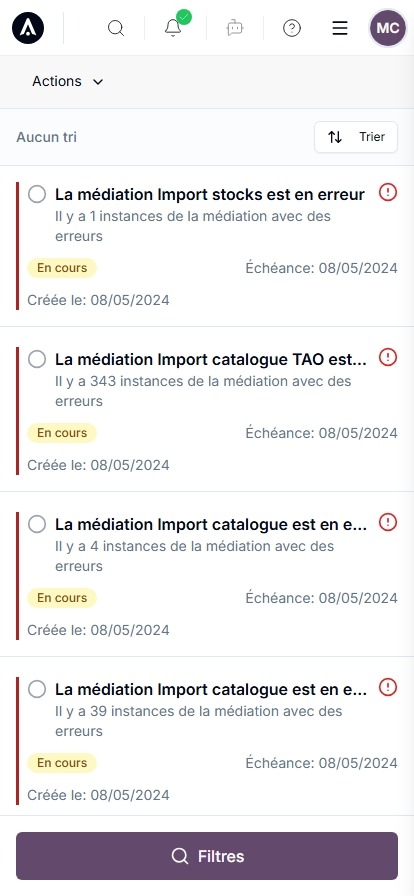 MC
Actions
Aucun tri
Trier
La médiation Import stocks est en erreur
Il y a 1 instances de la médiation avec des
erreurs
En cours
Échéance: 08/05/2024
Créée le: 08/05/2024
La médiation Import catalogue TAO est...
Il y a 343 instances de la médiation avec des
erreurs
En cours
Échéance: 08/05/2024
Créée le: 08/05/2024
La médiation Import catalogue est en e...
Il y a 4 instances de la médiation avec des
erreurs
En cours
Échéance: 08/05/2024
Créée le: 08/05/2024
La médiation Import catalogue est en e...
Il y a 39 instances de la médiation avec des
erreurs
En cours
Échéance: 08/05/2024
Créée le: 08/05/2024
Filtres